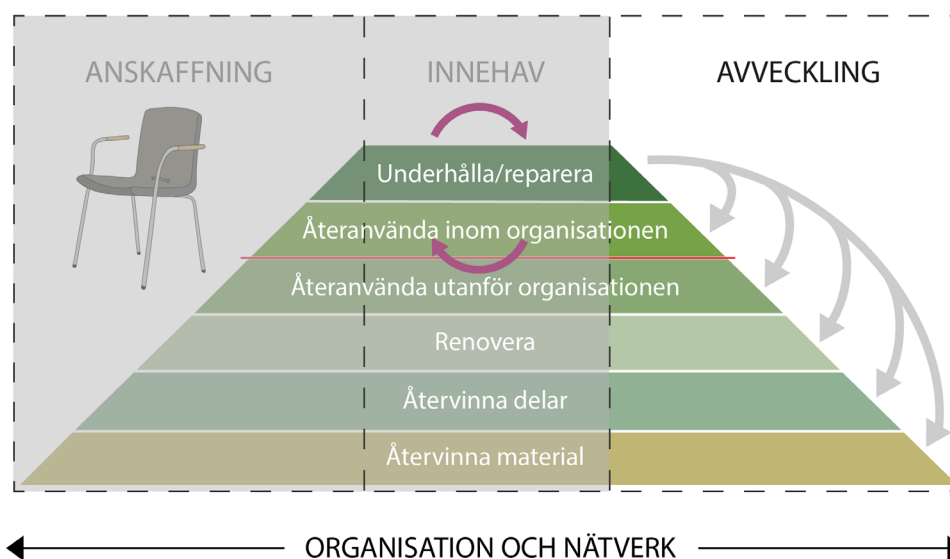 ANSKAFFNING
INNEHAV
AVVECKLING
Underhålla/reparera
Återanvända inom organisationen
Återanvända utanför organisationen
Renovera
Återvinna delar
Återvinna material
ORGANISATION OCH NÄTVERK